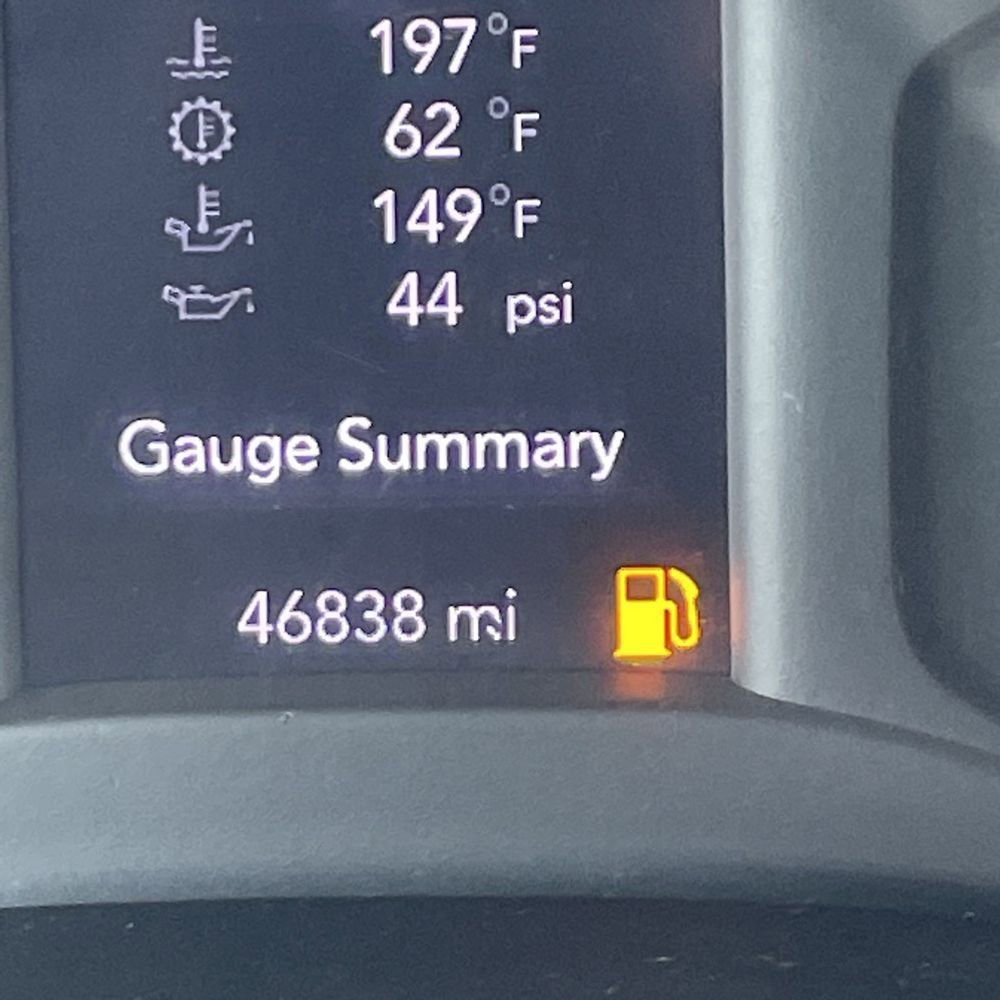 197°F
62 °F
149°F
44 psi
Gauge Summary
46838 mi